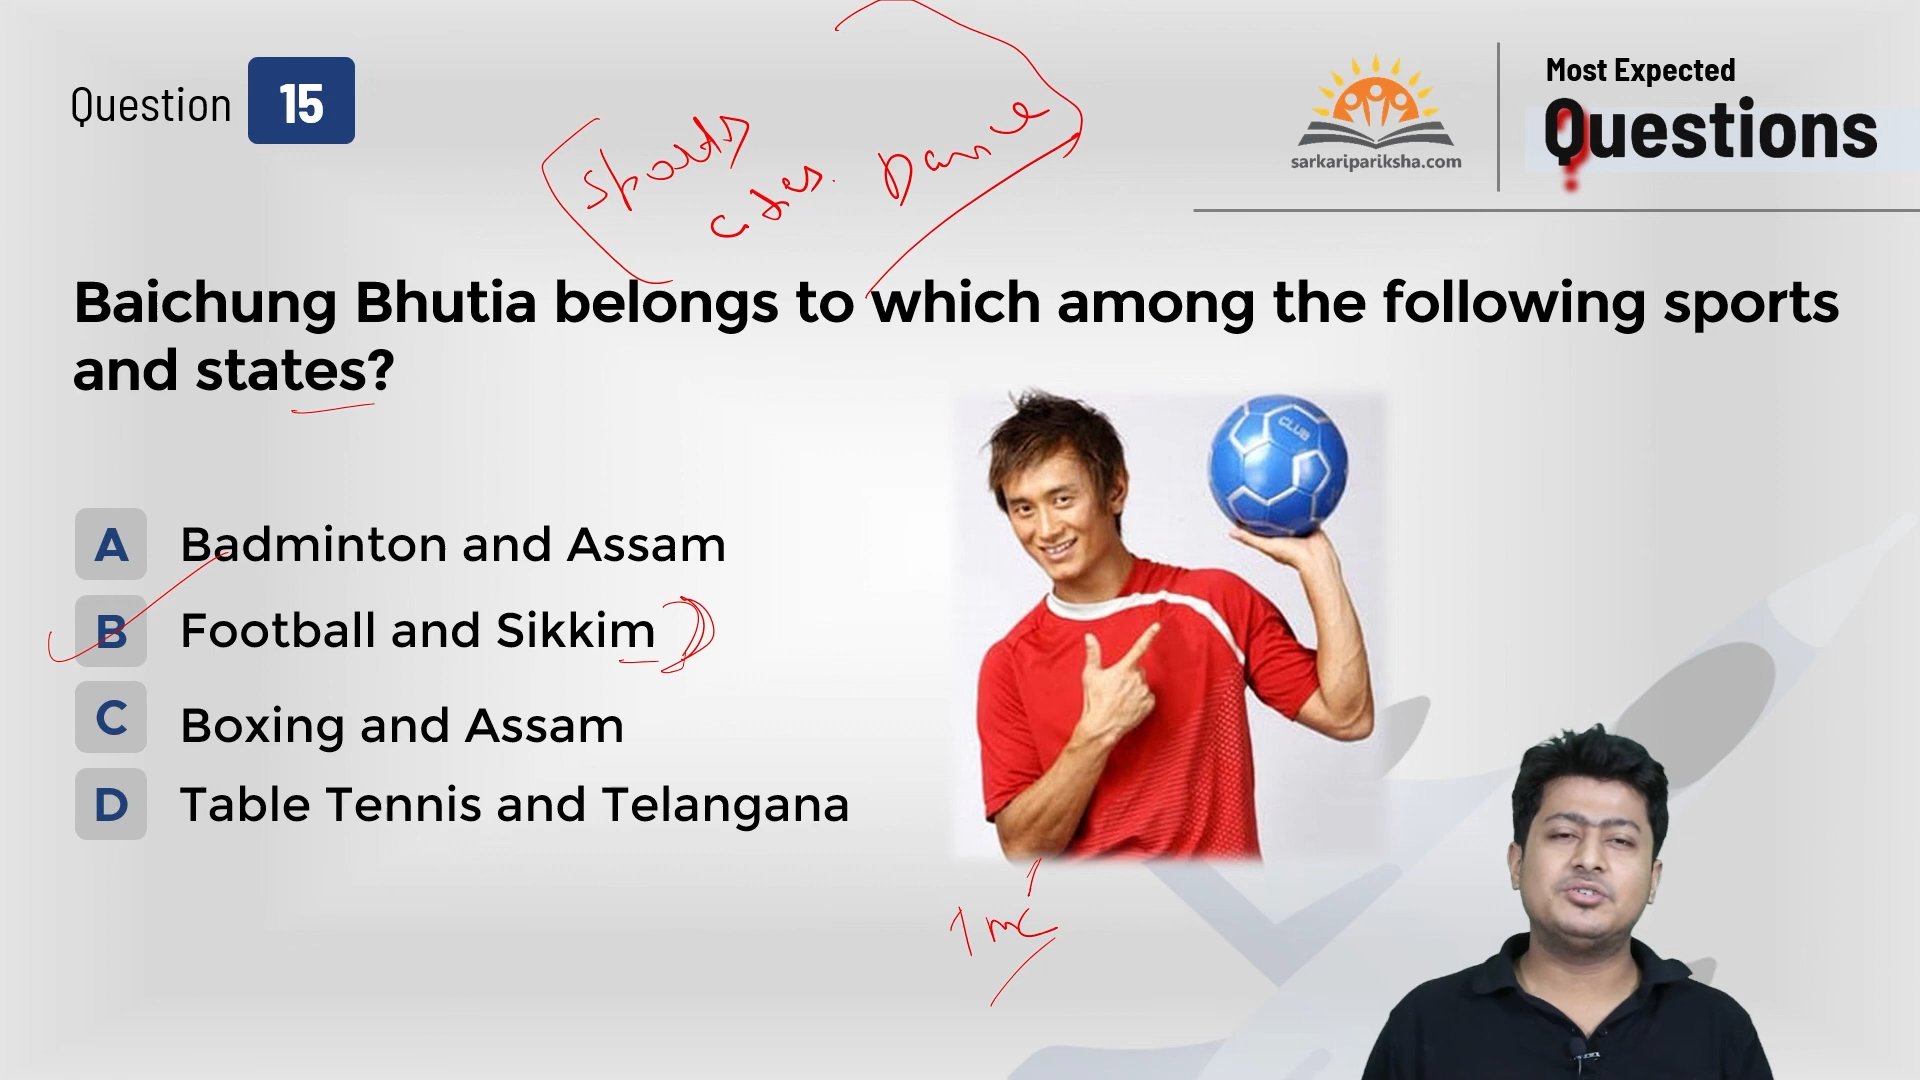 Question 15
sarkaripariksha.com
Most Expected
Questions
sports
Dance
Baichung Bhutia belongs to which among the following sports
and states?
A Badminton and Assam
B Football and Sikkim
C Boxing and Assam
D Table Tennis and Telangana
CLUB